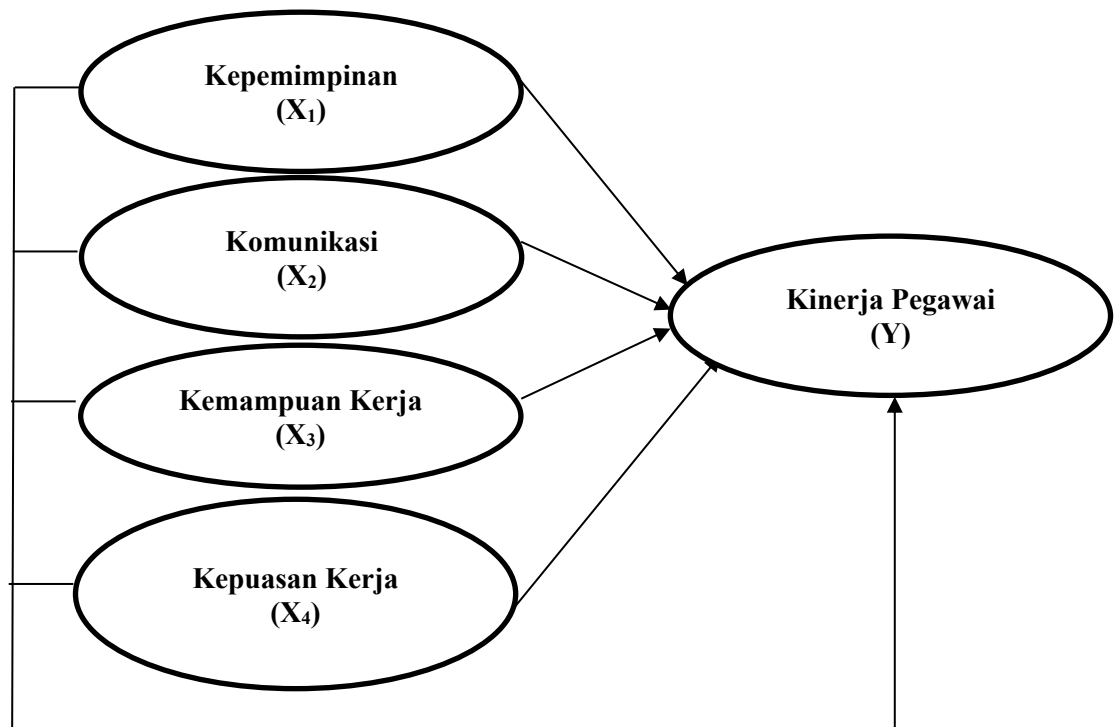 Kepemimpinan
(X₁)
Komunikasi
(X₂)
Kemampuan Kerja
(X₃)
Kepuasan Kerja
(X₄)
Kinerja Pegawai
(Y)